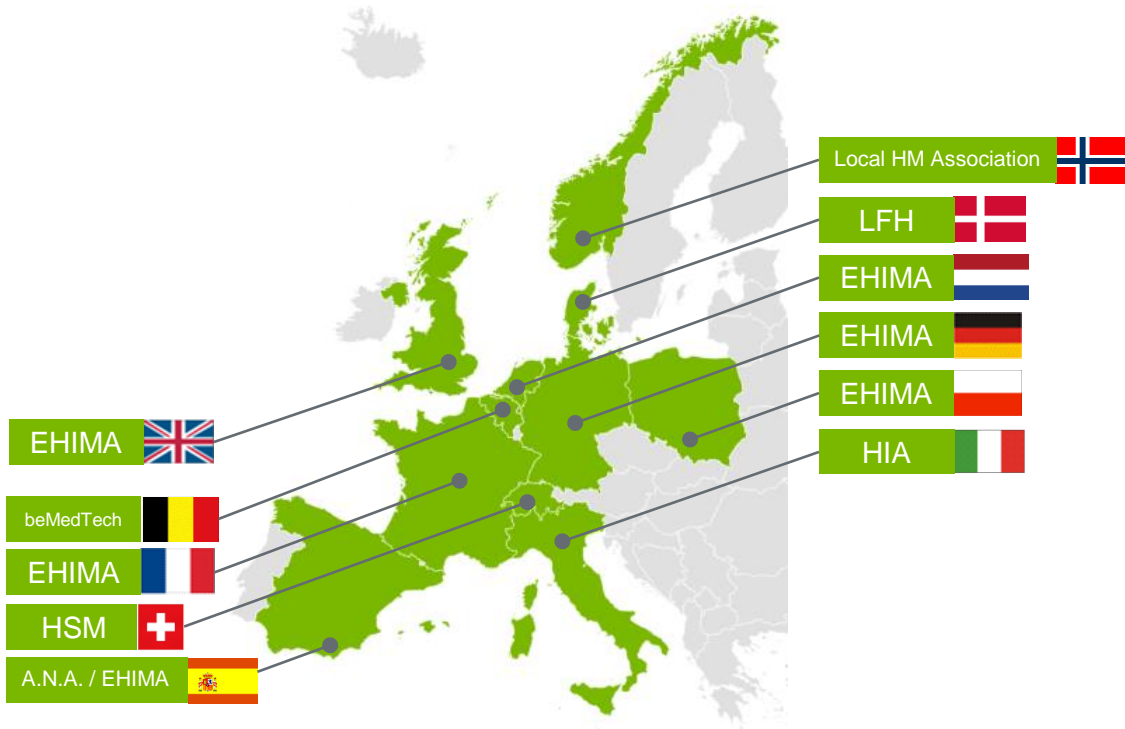 Local HM Association
LFH
EHIMA
EHIMA
EHIMA
HIA
EHIMA
beMedTech
EHIMA
HSM
A.N.A. / EHIMA